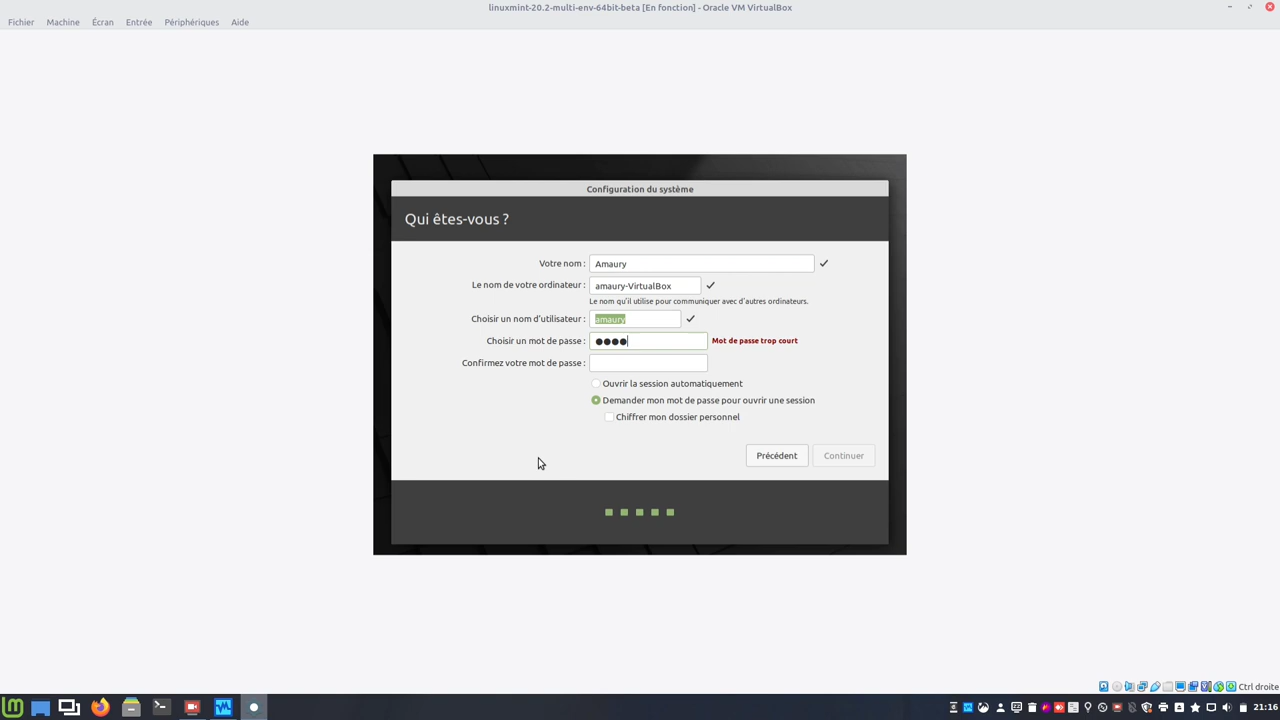 linuxmint-20.2-multi-env-64bit-beta [En fonction] - Oracle VM VirtualBox
Fichier Machine Écran Entrée Périphériques Aide
Configuration du système
Qui êtes-vous ?
Votre nom : Amaury
Le nom de votre ordinateur : amaury-VirtualBox
Le nom qu'il utilise pour communiquer avec d'autres ordinateurs.
Choisir un nom d'utilisateur : amaury
Choisir un mot de passe : ●●●● Mot de passe trop court
Confirmez votre mot de passe :
Ouvrir la session automatiquement
Demander mon mot de passe pour ouvrir une session
Chiffrer mon dossier personnel
Précédent Continuer
Ctrl droite
21:16